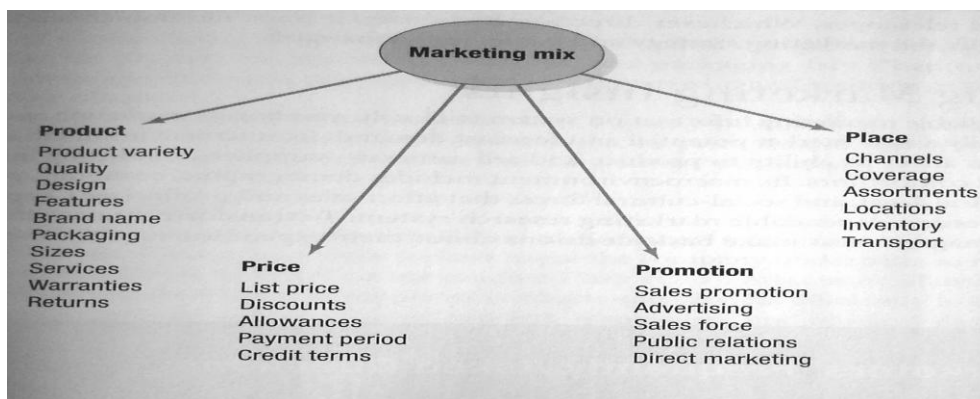 Marketing mix
Product
Product variety
Quality
Design
Features
Brand name
Packaging
Sizes
Services
Warranties
Returns
Price
List price
Discounts
Allowances
Payment period
Credit terms
Promotion
Sales promotion
Advertising
Sales force
Public relations
Direct marketing
Place
Channels
Coverage
Assortments
Locations
Inventory
Transport